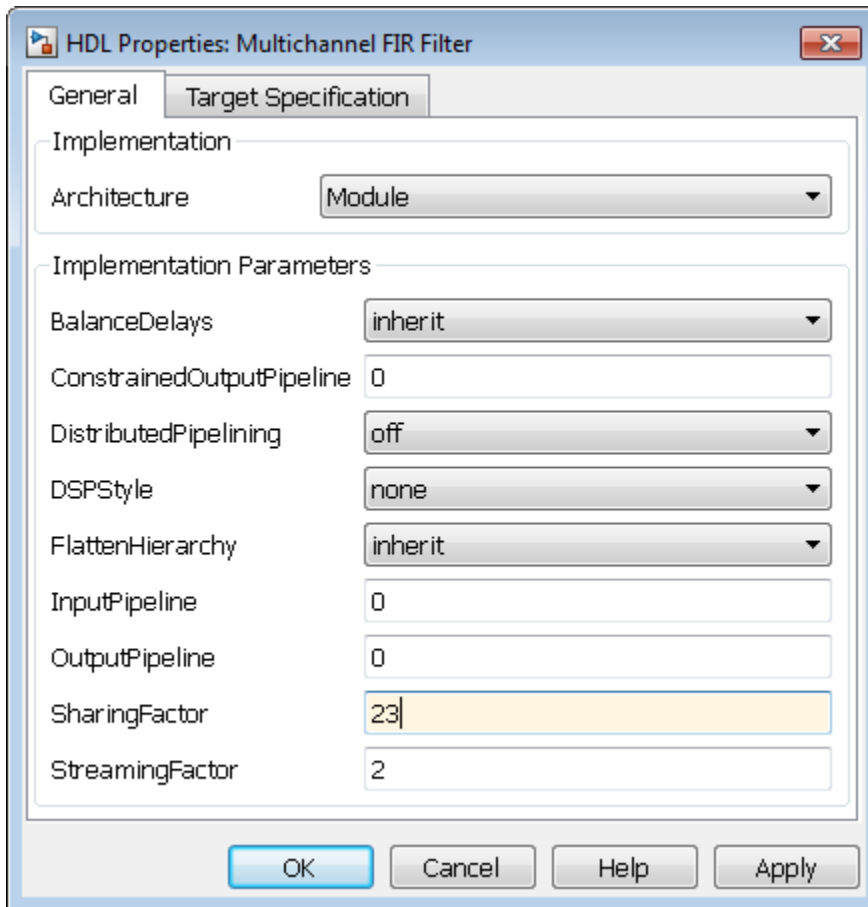 HDL Properties: Multichannel FIR Filter
General Target Specification
Implementation
Architecture Module
Implementation Parameters
BalanceDelays inherit
ConstrainedOutputPipeline 0
DistributedPipelining off
DSPStyle none
FlattenHierarchy inherit
InputPipeline 0
OutputPipeline 0
SharingFactor 23
StreamingFactor 2
OK Cancel Help Apply